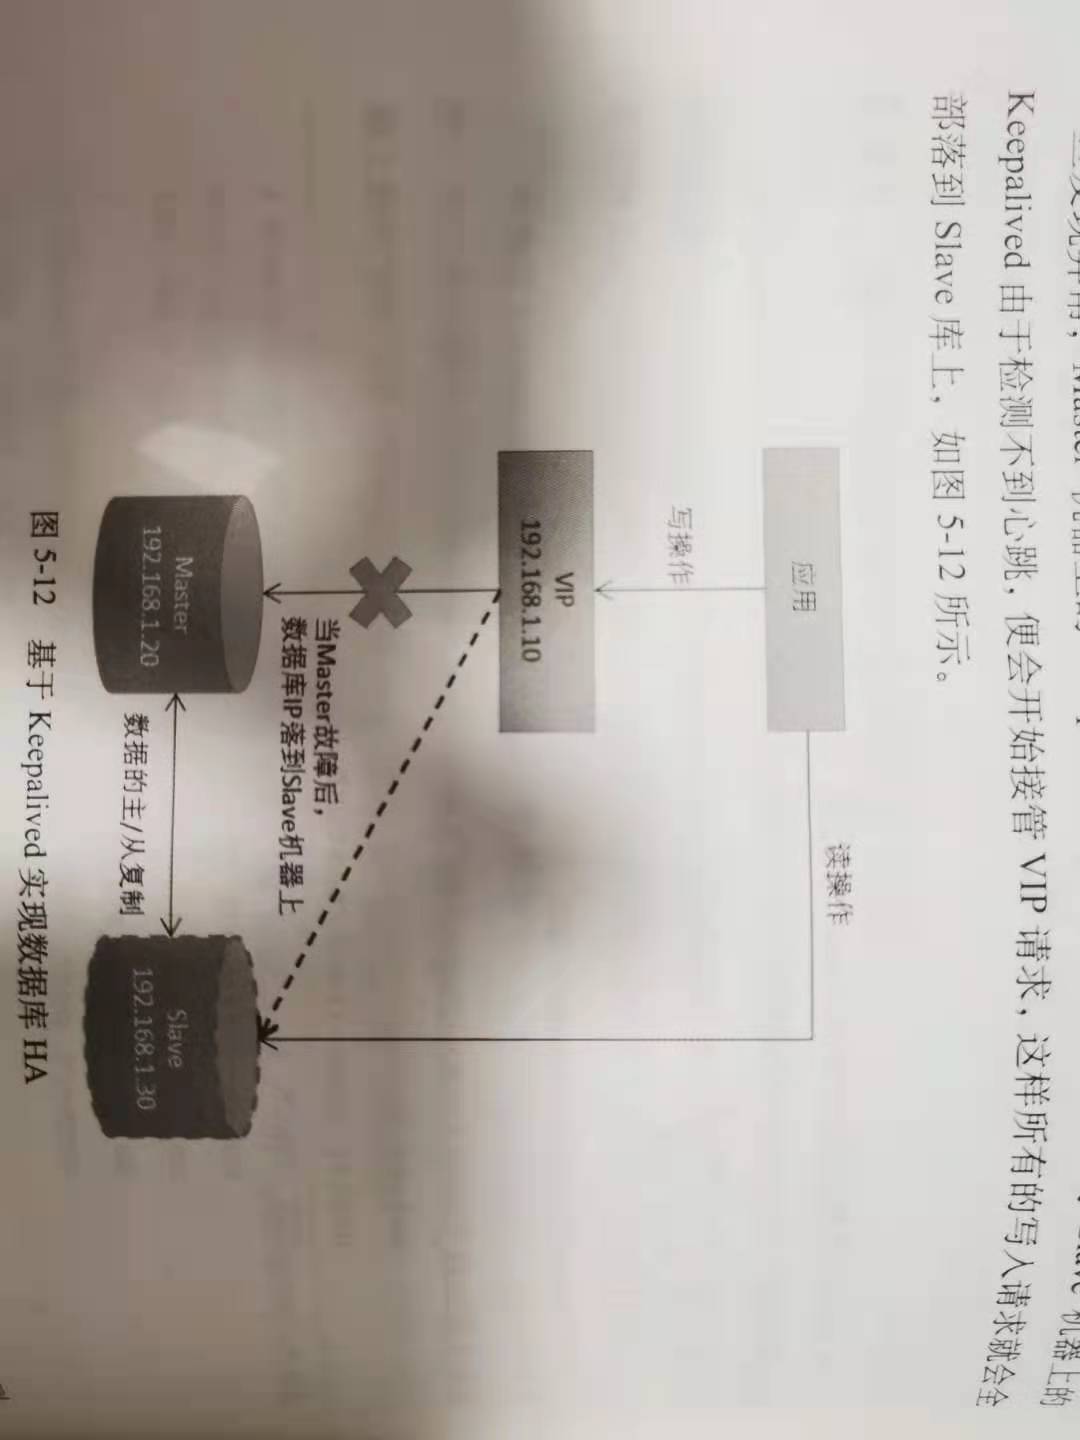 机器上的
Keepalived 由于检测不到心跳，便会开始接管 VIP 请求，这样所有的写入请求就会全
部落到 Slave 库上，如图 5-12 所示。
读操作
应用
写操作
VIP
192.168.1.10
当Master故障后，
数据库IP落到Slave机器上
Master
192.168.1.20
Slave
192.168.1.30
数据的主/从复制
图 5-12 基于 Keepalived 实现数据库 HA